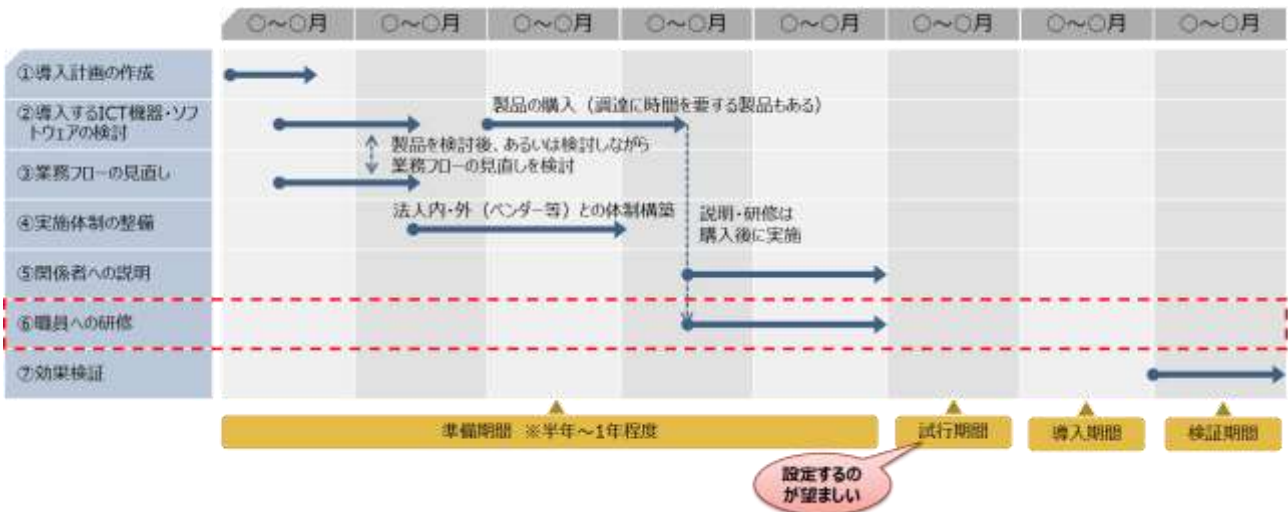 ○～○月 ○～○月 ○～○月 ○～○月 ○～○月 ○～○月 ○～○月 ○～○月
①導入計画の作成
②導入するICT機器・ソフ
トウェアの検討
製品の購入（調達に時間を要する製品もある）
製品を検討後、あるいは検討しながら
業務フローの見直しを検討
③業務フローの見直し
法人内・外（ベンダー等）との体制構築
④実施体制の整備
説明・研修は
購入後に実施
⑤関係者への説明
⑥職員への研修
⑦効果検証
準備期間 ※半年～1年程度
試行期間
導入期間
検証期間
設定するの
が望ましい